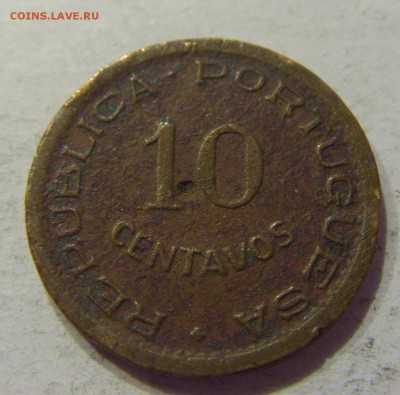 COINS.LAVE.RU
REPUBLICA · PORTUGUESA
10
CENTAVOS